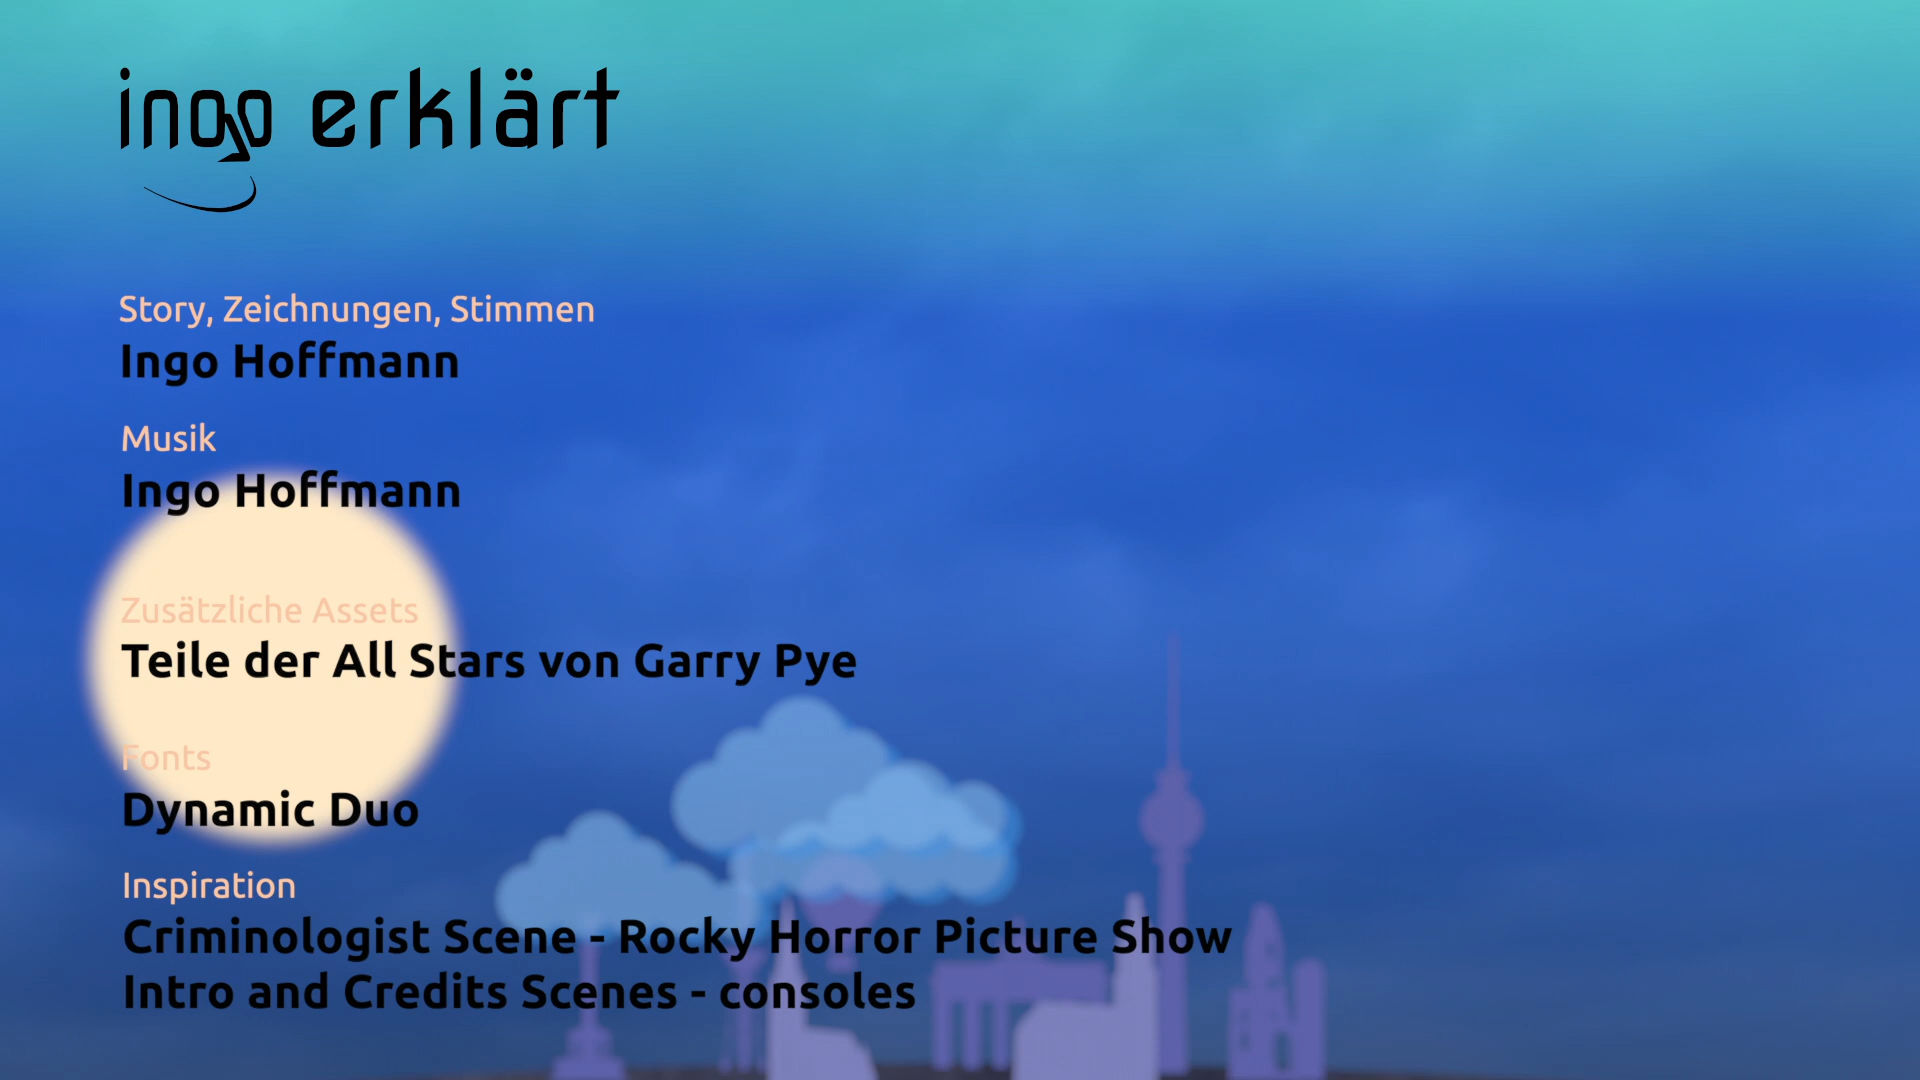 ingo erklärt
Story, Zeichnungen, Stimmen
Ingo Hoffmann
Musik
Ingo Hoffmann
Zusätzliche Assets
Teile der All Stars von Garry Pye
Fonts
Dynamic Duo
Inspiration
Criminologist Scene - Rocky Horror Picture Show
Intro and Credits Scenes - consoles